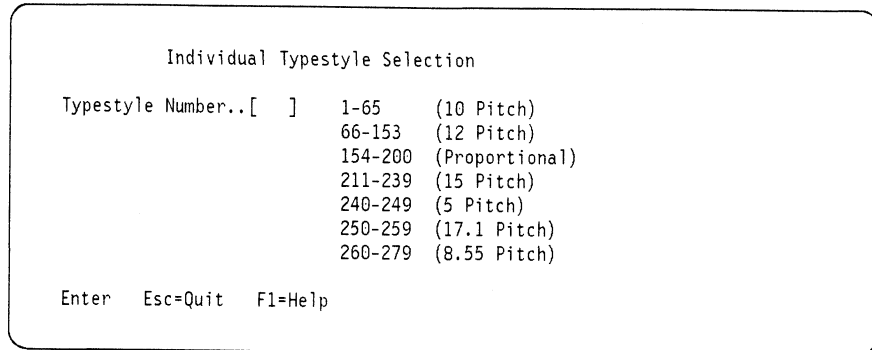 Individual Typestyle Selection
Typestyle Number..[   ]   1-65   (10 Pitch)
66-153   (12 Pitch)
154-200   (Proportional)
211-239   (15 Pitch)
240-249   (5 Pitch)
250-259   (17.1 Pitch)
260-279   (8.55 Pitch)
Enter   Esc=Quit   F1=Help